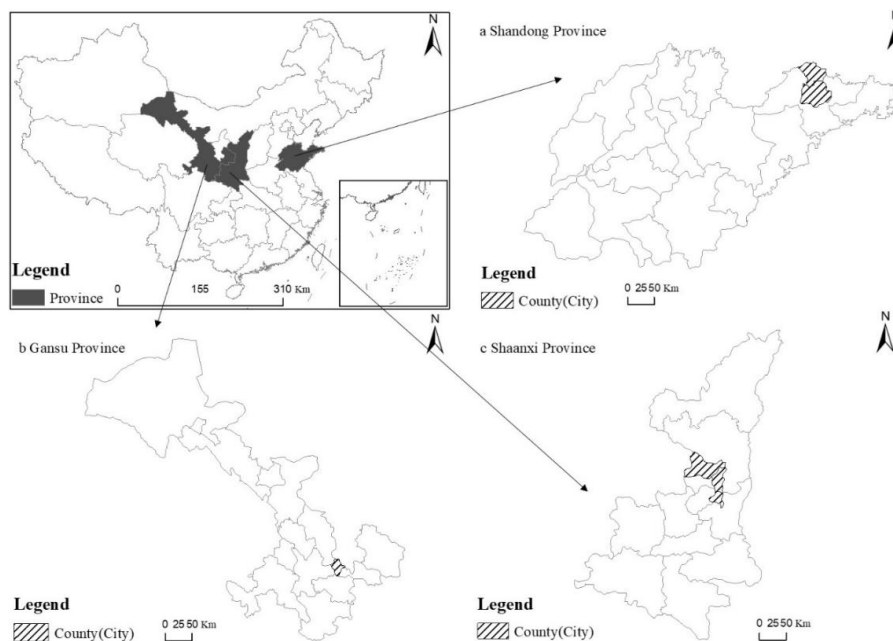 N
Legend
Province
0 155 310 Km
a Shandong Province
N
Legend
County(City)
0 25 50 Km
b Gansu Province
N
Legend
County(City)
0 25 50 Km
c Shaanxi Province
N
Legend
County(City)
0 25 50 Km